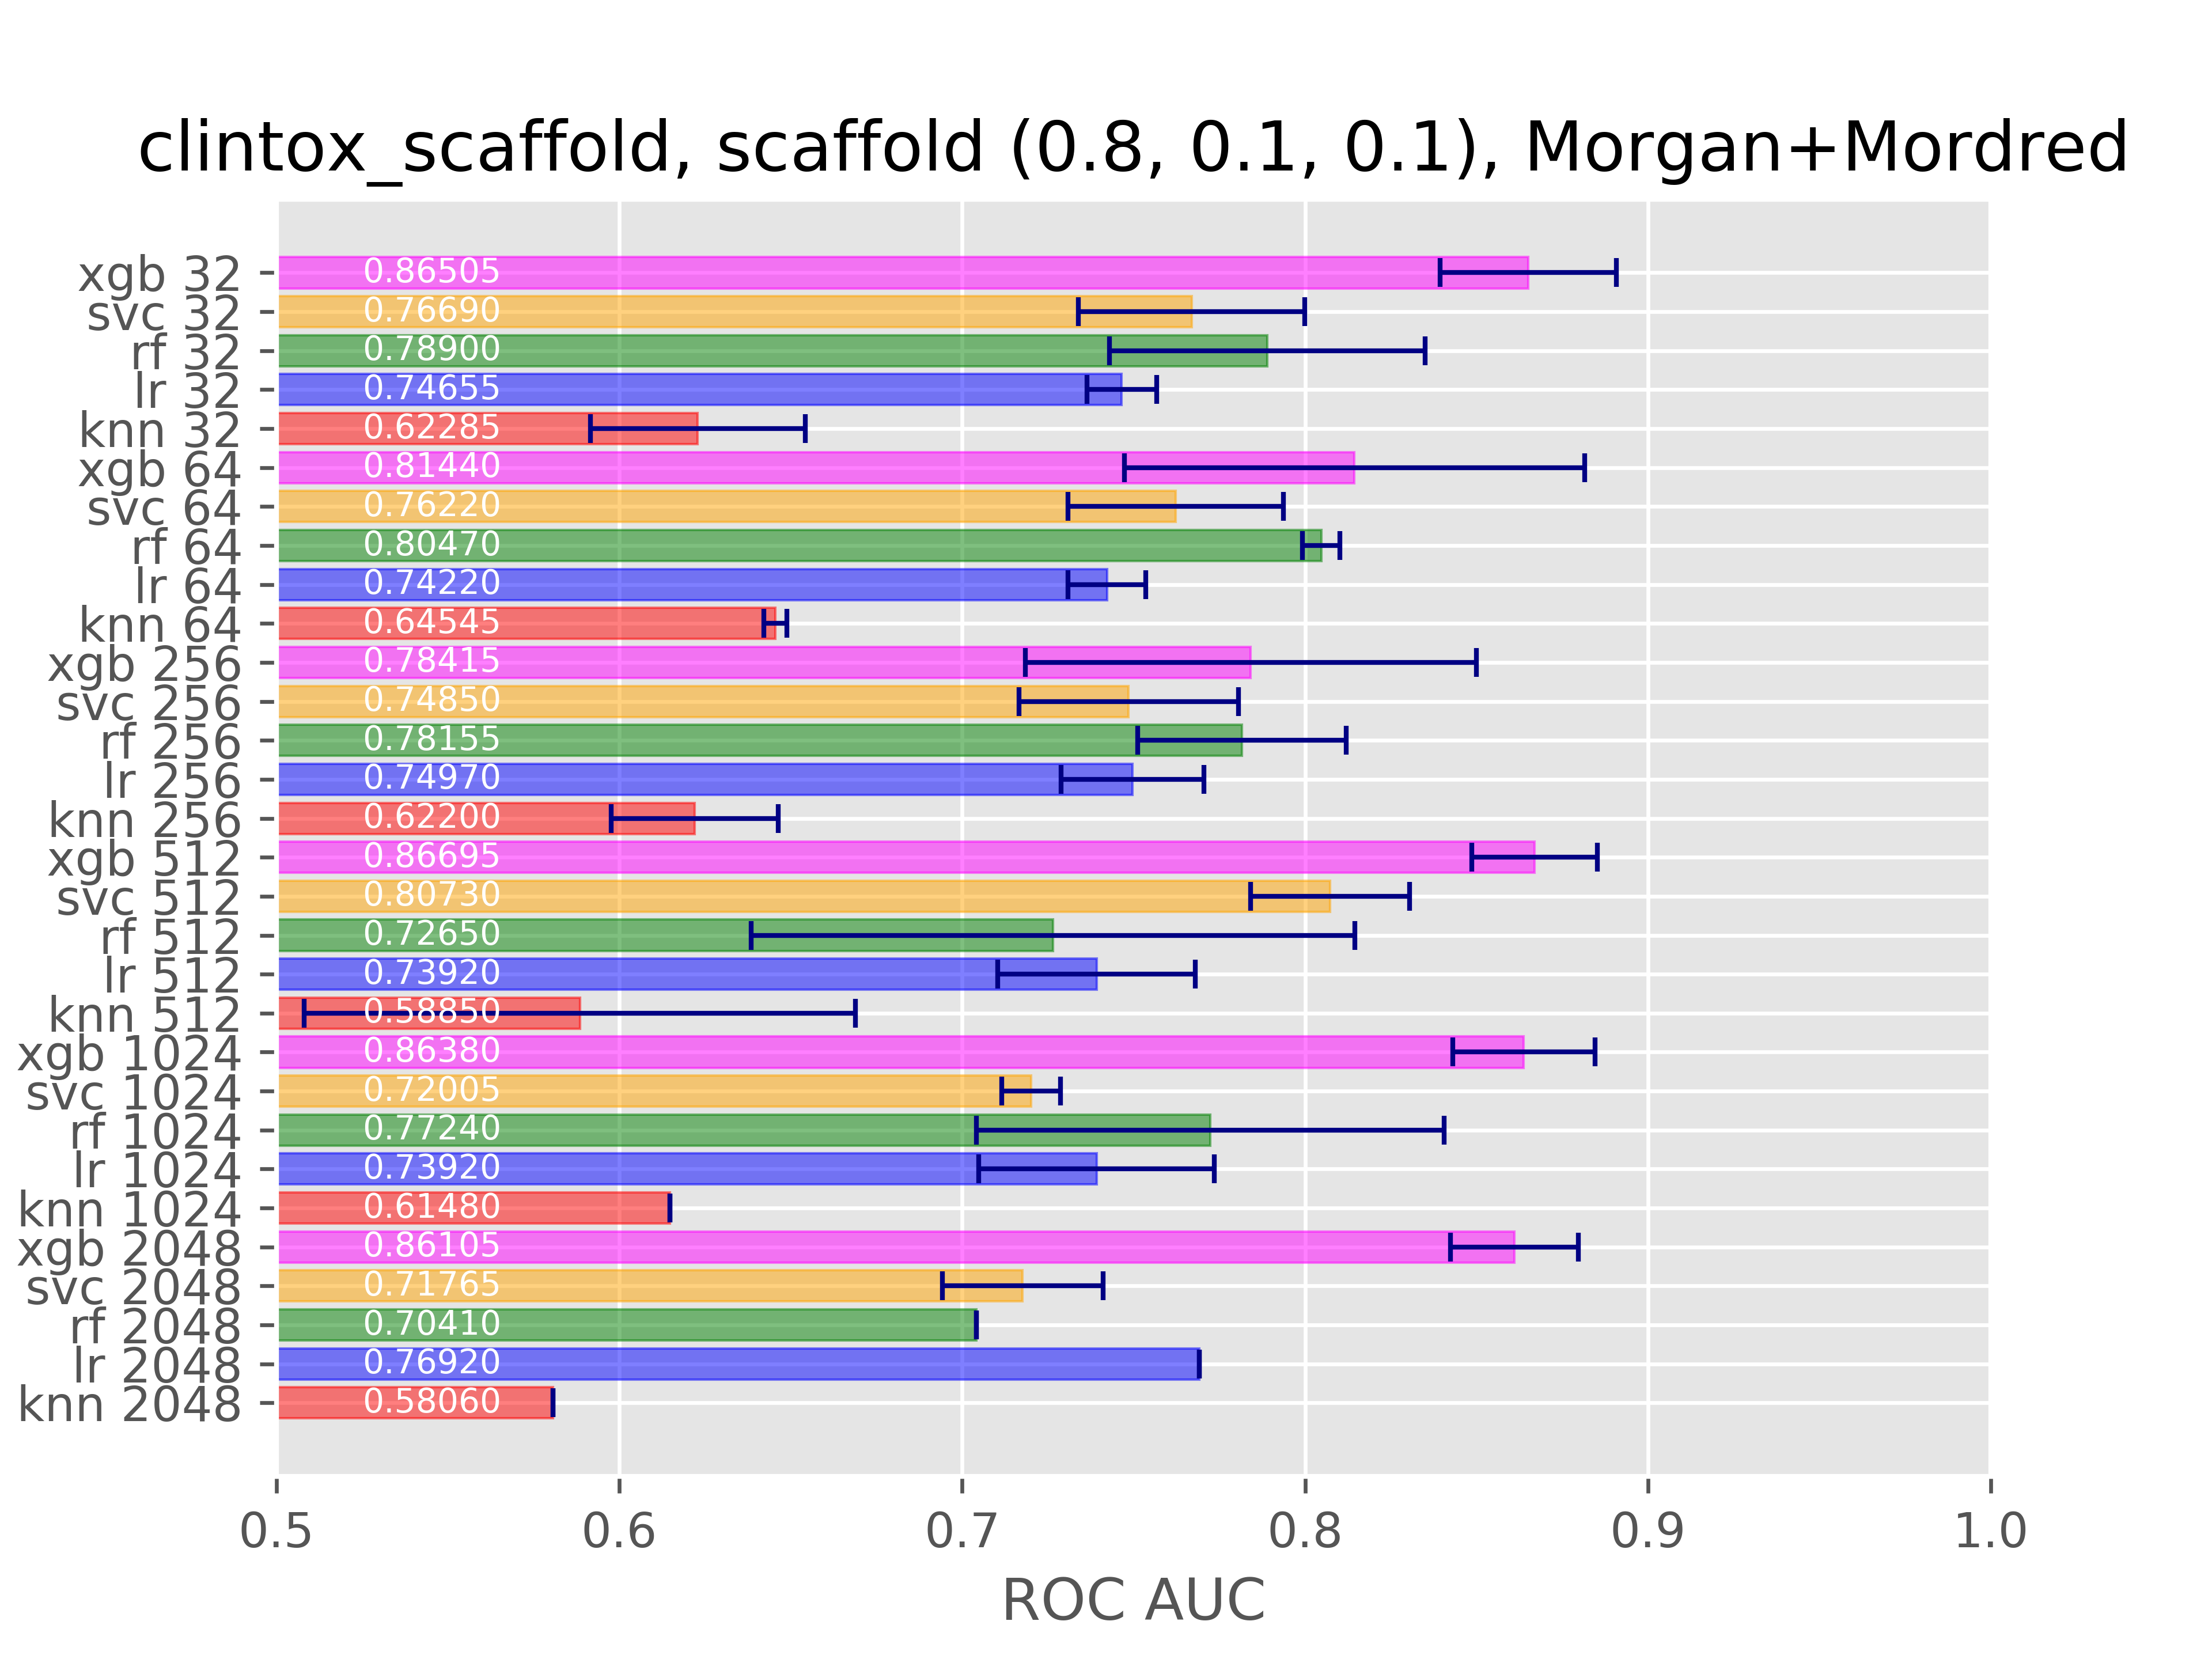 clintox_scaffold, scaffold (0.8, 0.1, 0.1), Morgan+Mordred
xgb 32 0.86505
svc 32 0.76690
rf 32 0.78900
lr 32 0.74655
knn 32 0.62285
xgb 64 0.81440
svc 64 0.76220
rf 64 0.80470
lr 64 0.74220
knn 64 0.64545
xgb 256 0.78415
svc 256 0.74850
rf 256 0.78155
lr 256 0.74970
knn 256 0.62200
xgb 512 0.86695
svc 512 0.80730
rf 512 0.72650
lr 512 0.73920
knn 512 0.58850
xgb 1024 0.86380
svc 1024 0.72005
rf 1024 0.77240
lr 1024 0.73920
knn 1024 0.61480
xgb 2048 0.86105
svc 2048 0.71765
rf 2048 0.70410
lr 2048 0.76920
knn 2048 0.58060
0.5 0.6 0.7 0.8 0.9 1.0
ROC AUC